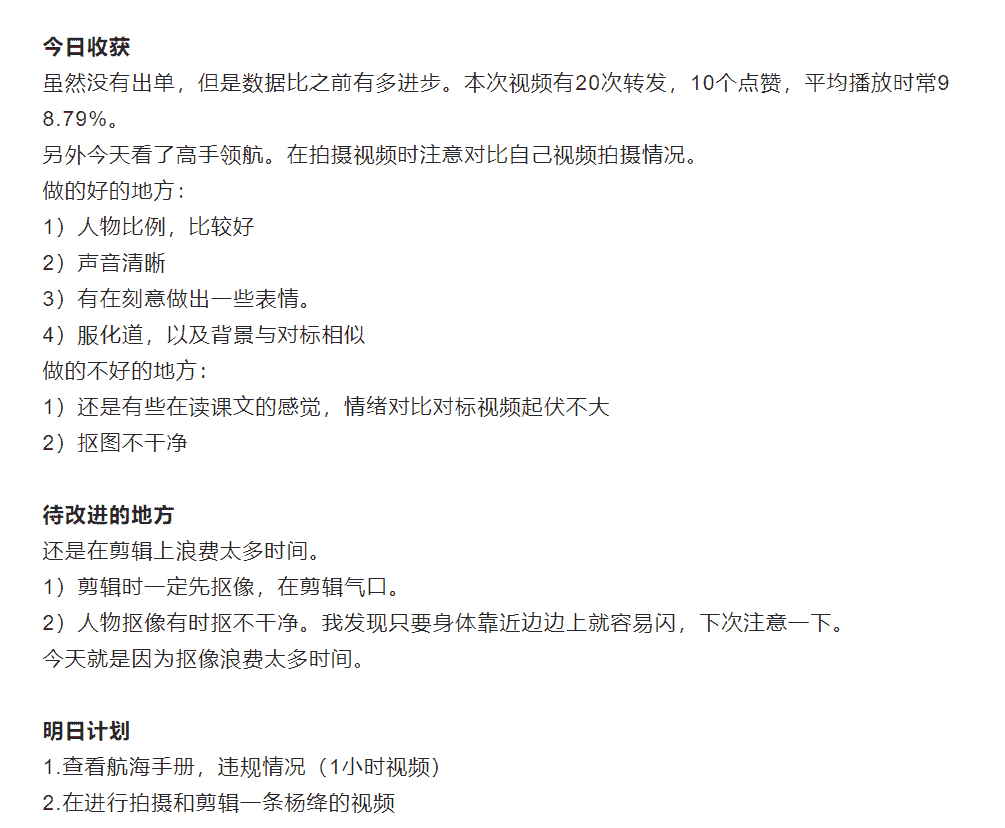 今日收获
虽然没有出单，但是数据比之前有多进步。本次视频有20次转发，10个点赞，平均播放时常9
8.79%。
另外今天看了高手领航。在拍摄视频时注意对比自己视频拍摄情况。
做的好的地方：
1）人物比例，比较好
2）声音清晰
3）有在刻意做出一些表情。
4）服化道，以及背景与对标相似
做的不好的地方：
1）还是有些在读课文的感觉，情绪对比对标视频起伏不大
2）抠图不干净
待改进的地方
还是在剪辑上浪费太多时间。
1）剪辑时一定先抠像，在剪辑气口。
2）人物抠像有时抠不干净。我发现只要身体靠近边边上就容易闪，下次注意一下。
今天就是因为抠像浪费太多时间。
明日计划
1.查看航海手册，违规情况（1小时视频）
2.在进行拍摄和剪辑一条杨绛的视频